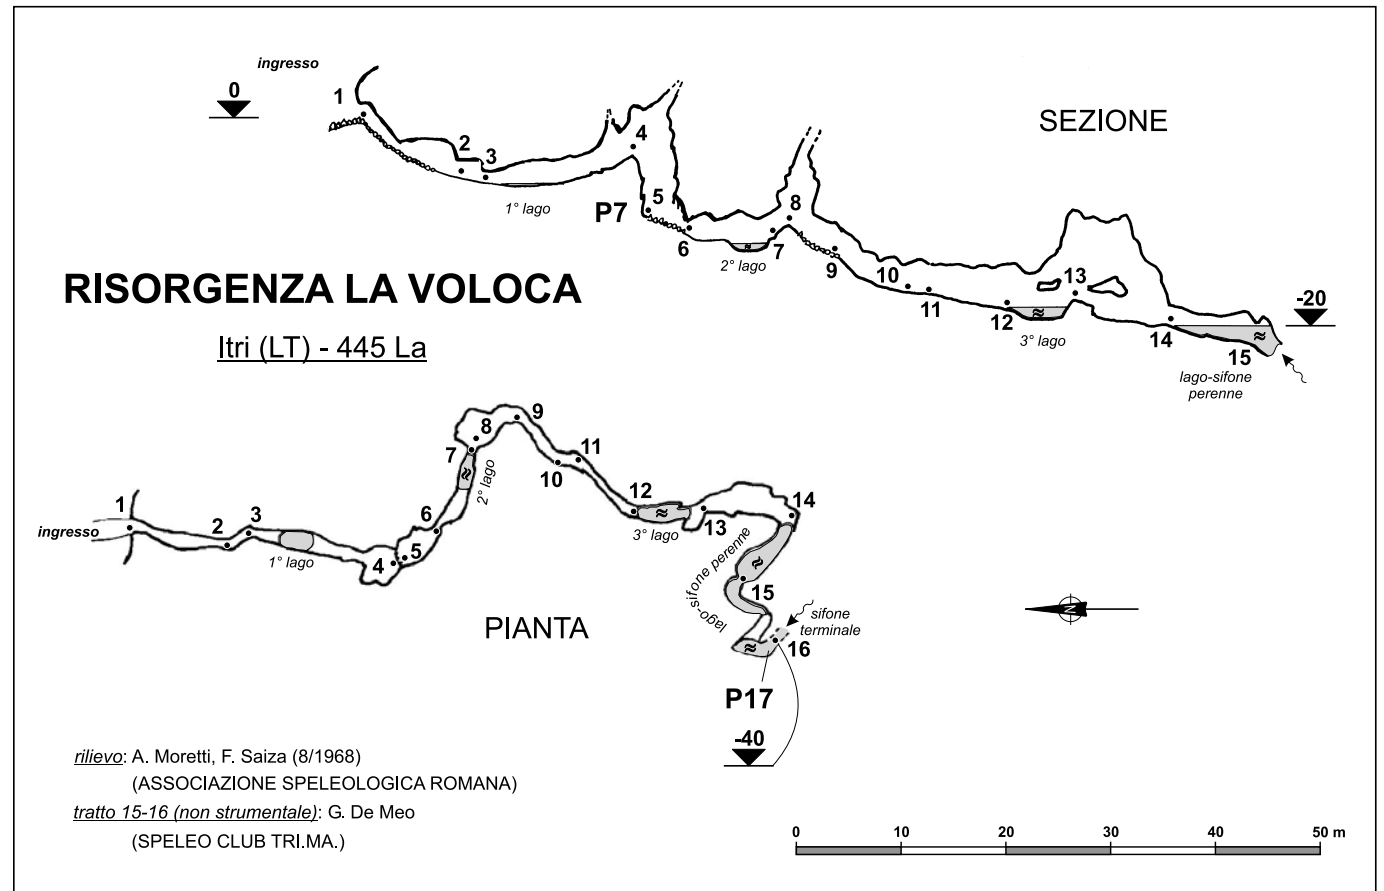 ingresso
0
1
2
3
4
SEZIONE
1° lago
P7
5
6
2° lago
7
8
9
10
11
12
13
3° lago
14
-20
15
lago-sifone
perenne
RISORGENZA LA VOLOCA
Itri (LT) - 445 La
ingresso
1
2
3
1° lago
4
5
6
7
2° lago
8
9
10
11
12
3° lago
13
14
lago-sifone perenne
15
sifone
terminale
16
P17
-40
PIANTA
N
rilievo: A. Moretti, F. Saiza (8/1968)
(ASSOCIAZIONE SPELEOLOGICA ROMANA)
tratto 15-16 (non strumentale): G. De Meo
(SPELEO CLUB TRI.MA.)
0 10 20 30 40 50 m